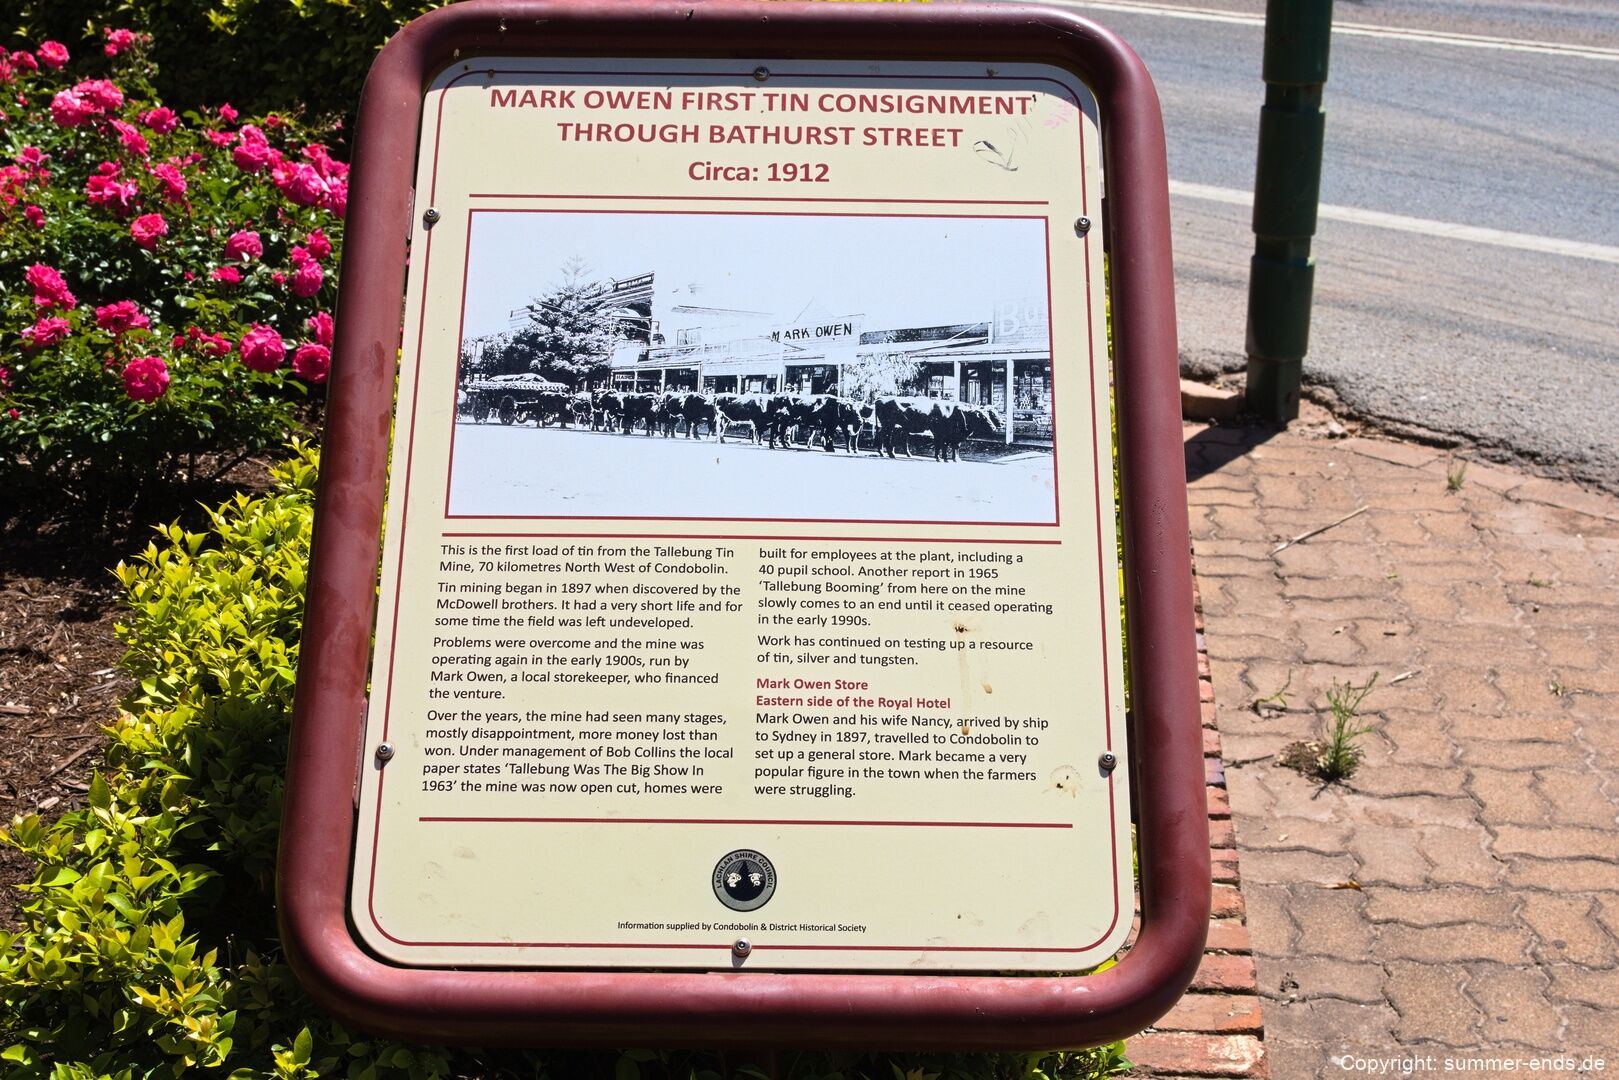 MARK OWEN FIRST TIN CONSIGNMENT
THROUGH BATHURST STREET
Circa: 1912
MARK OWEN
This is the first load of tin from the Tallebung Tin
Mine, 70 kilometres North West of Condobolin.
Tin mining began in 1897 when discovered by the
McDowell brothers. It had a very short life and for
some time the field was left undeveloped.
Problems were overcome and the mine was
operating again in the early 1900s, run by
Mark Owen, a local storekeeper, who financed
the venture.
Over the years, the mine had seen many stages,
mostly disappointment, more money lost than
won. Under management of Bob Collins the local
paper states ‘Tallebung Was The Big Show In
1963’ the mine was now open cut, homes were
built for employees at the plant, including a
40 pupil school. Another report in 1965
‘Tallebung Booming’ from here on the mine
slowly comes to an end until it ceased operating
in the early 1990s.
Work has continued on testing up a resource
of tin, silver and tungsten.
Mark Owen Store
Eastern side of the Royal Hotel
Mark Owen and his wife Nancy, arrived by ship
to Sydney in 1897, travelled to Condobolin to
set up a general store. Mark became a very
popular figure in the town when the farmers
were struggling.
LACHLAN SHIRE COUNCIL
Information supplied by Condobolin & District Historical Society
Copyright: summer-ends.de